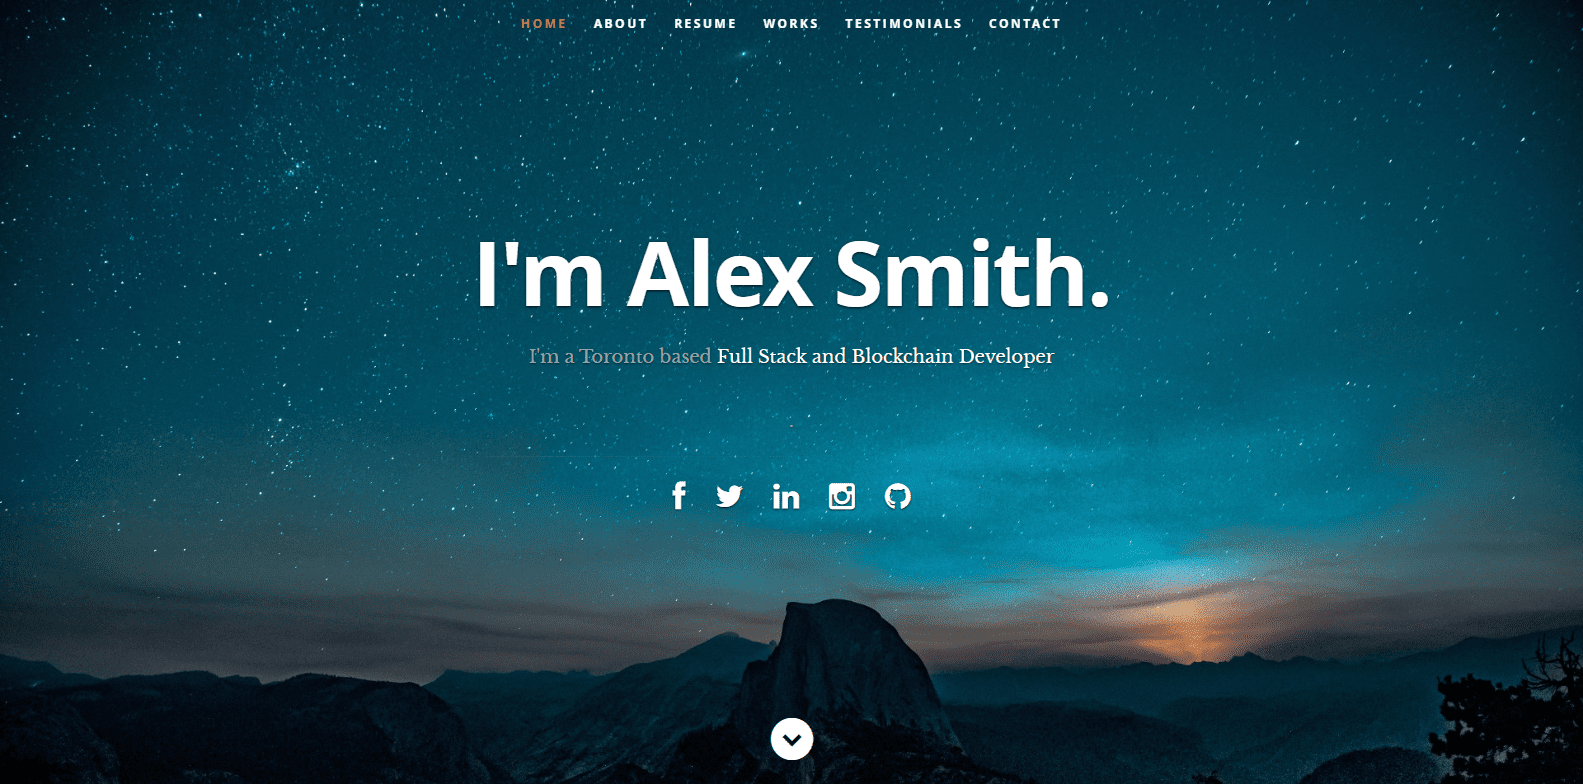 HOME ABOUT RESUME WORKS TESTIMONIALS CONTACT
I'm Alex Smith.
I'm a Toronto based Full Stack and Blockchain Developer